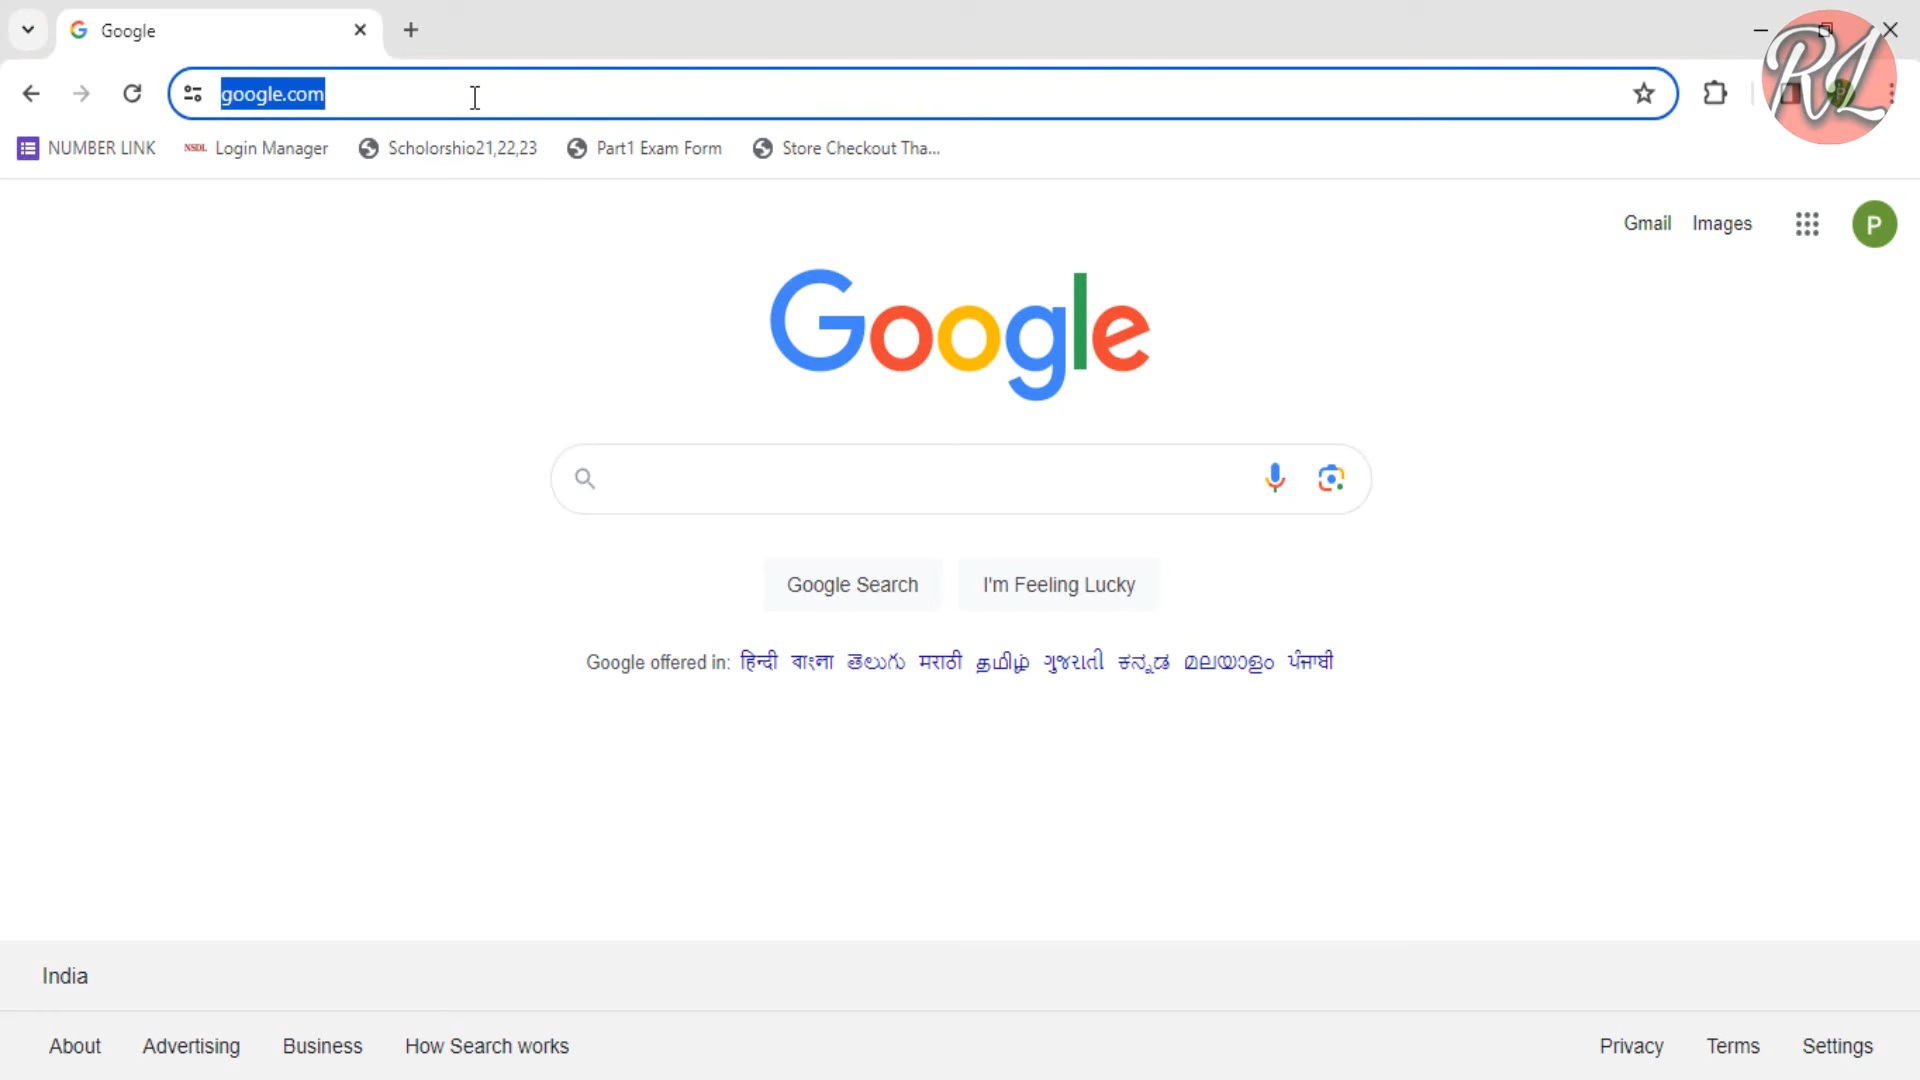 Google
google.com
NUMBER LINK NSDL Login Manager Scholorshio21,22,23 Part1 Exam Form Store Checkout Tha...
Gmail Images P
Google
Google Search I'm Feeling Lucky
Google offered in: हिन्दी বাংলা తెలుగు मराठी தமிழ் ગુજરાતી ಕನ್ನಡ മലയാളം ਪੰਜਾਬੀ
India
About Advertising Business How Search works Privacy Terms Settings
RL